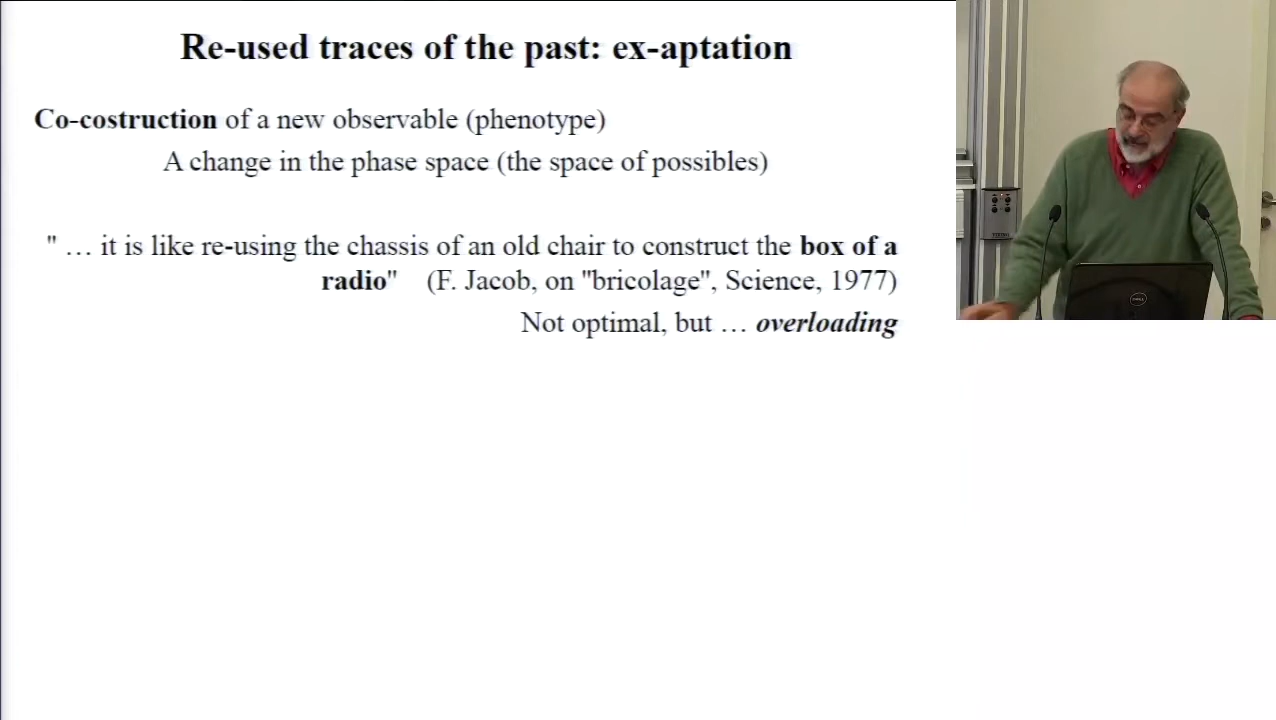 Re-used traces of the past: ex-aptation
Co-costruction of a new observable (phenotype)
A change in the phase space (the space of possibles)
" … it is like re-using the chassis of an old chair to construct the box of a
radio" (F. Jacob, on "bricolage", Science, 1977)
Not optimal, but … overloading
DELL